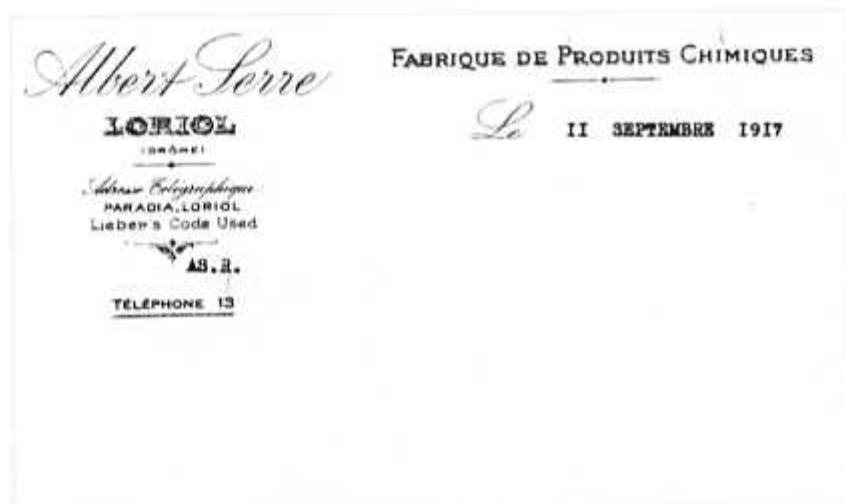 Albert Serre
LORIOL
(DRÔME)
Adresse Télégraphique
PARADIA, LORIOL
Lieber's Code Used
AS.R.
TÉLÉPHONE 13
FABRIQUE DE PRODUITS CHIMIQUES
Le II SEPTEMBRE I9I7